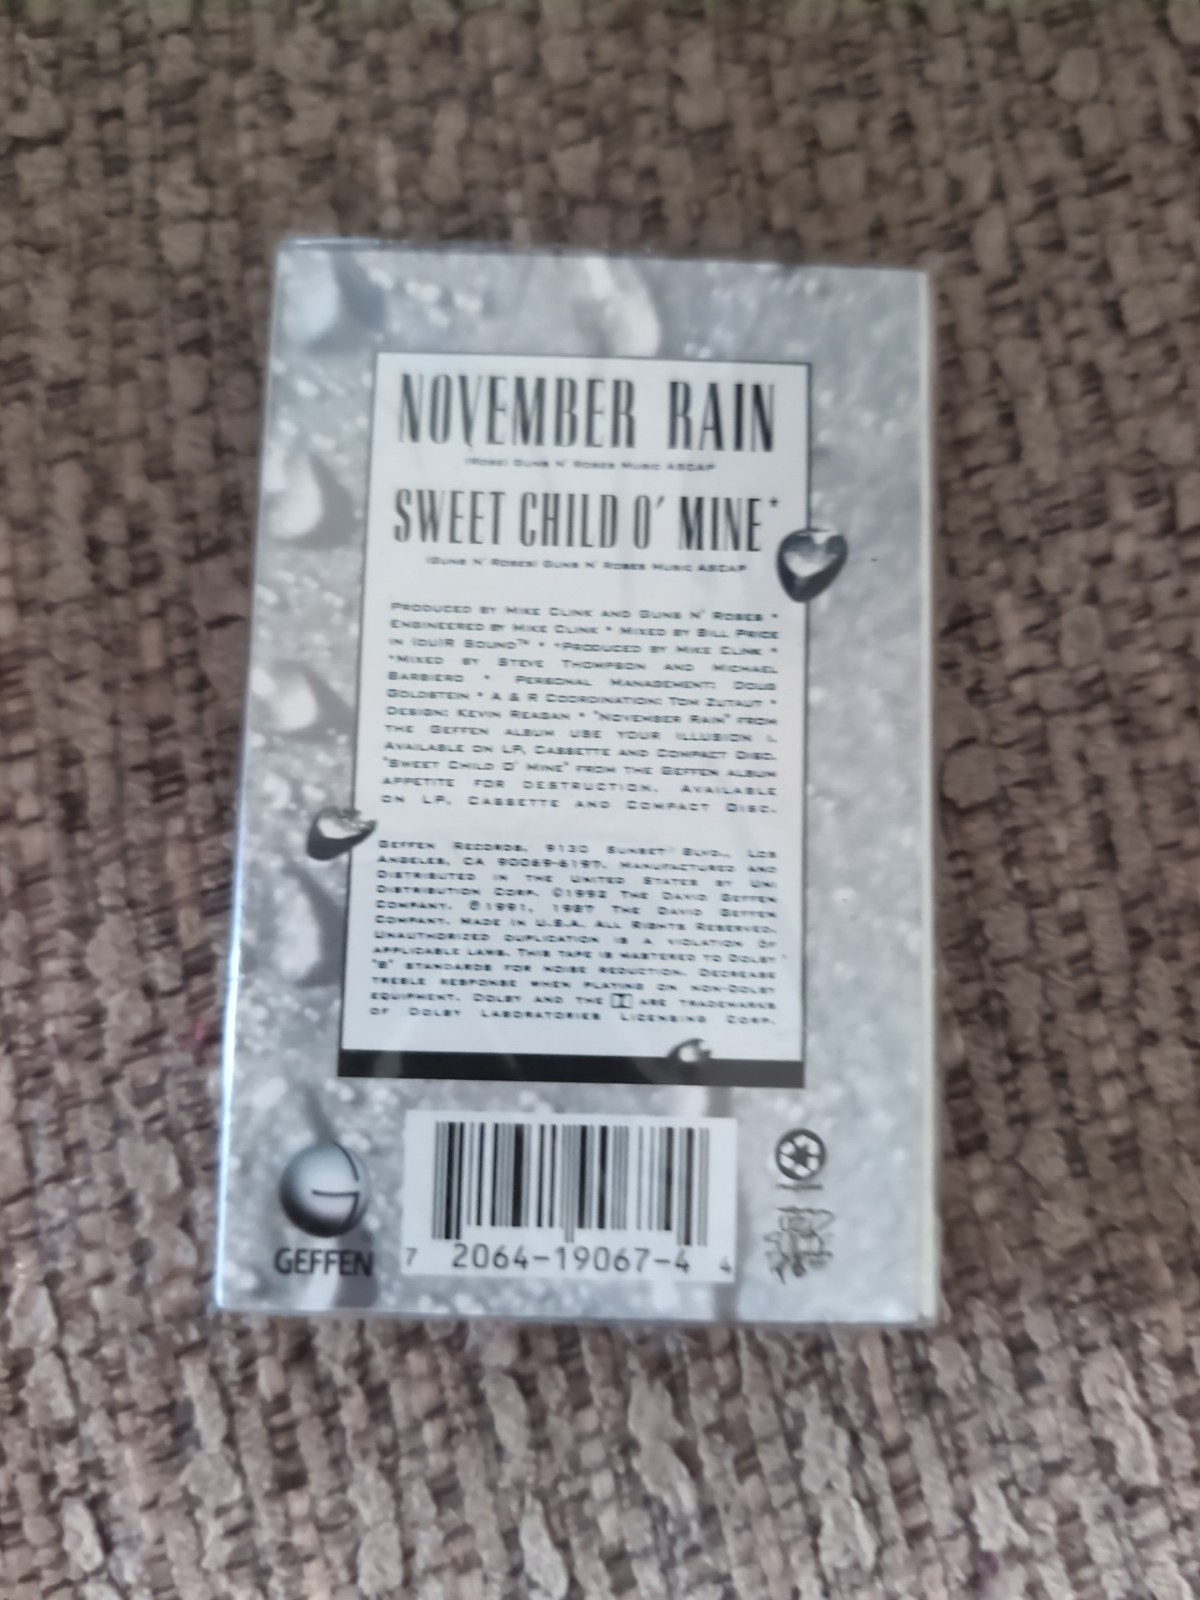 NOVEMBER RAIN
(Rose) Guns N' Roses Music ASCAP
SWEET CHILD O' MINE*
(Guns N' Roses) Guns N' Roses Music ASCAP
Produced by Mike Clink and Guns N' Roses *
Engineered by Mike Clink * Mixed by Bill Price
in (QU)R Sound™ * *Produced by Mike Clink *
*Mixed by Steve Thompson and Michael
Barbiero * Personal Management: Doug
Goldstein * A & R Coordination: Tom Zutaut *
Design: Kevin Reagan * "November Rain" from
the Geffen album USE YOUR ILLUSION I.
Available on LP, Cassette and Compact Disc.
"Sweet Child O' Mine" from the Geffen album
APPETITE FOR DESTRUCTION. Available
on LP, Cassette and Compact Disc.
Geffen Records, 9130 Sunset Blvd., Los
Angeles, CA 90069-6197. Manufactured and
Distributed in the United States by Uni
Distribution Corp. ©1992 The David Geffen
Company. ℗1991, 1987 The David Geffen
Company. Made in U.S.A. All Rights Reserved.
Unauthorized duplication is a violation of
applicable laws. This tape is mastered to Dolby
"B" standards for noise reduction. Decrease
treble response when playing on non-Dolby
equipment. Dolby and the are trademarks
of Dolby Laboratories Licensing Corp.
GEFFEN
7 2064-19067-4 4